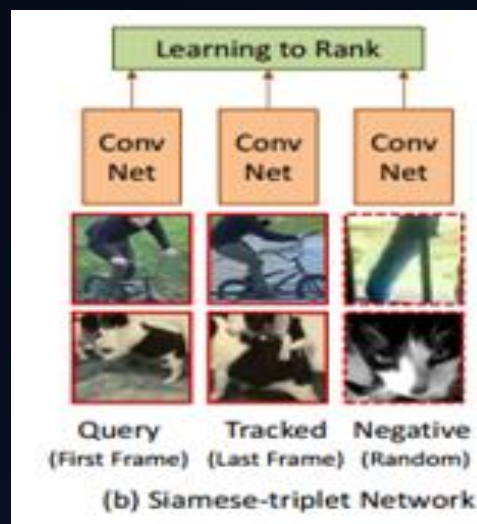 Learning to Rank
Conv Net
Conv Net
Conv Net
Query Tracked Negative
(First Frame) (Last Frame) (Random)
(b) Siamese-triplet Network